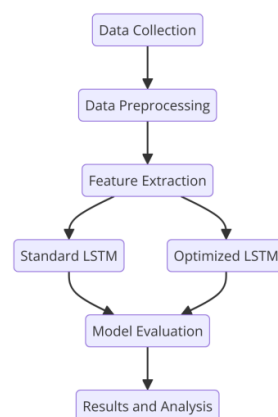 Data Collection
Data Preprocessing
Feature Extraction
Standard LSTM
Optimized LSTM
Model Evaluation
Results and Analysis